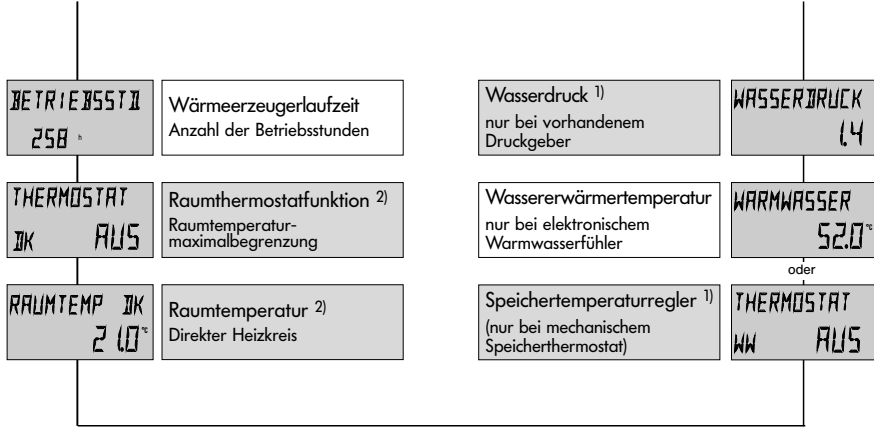 BETRIEBSSTD
258 h
Wärmeerzeugerlaufzeit
Anzahl der Betriebsstunden
THERMOSTAT
DK AUS
Raumthermostatfunktion 2)
Raumtemperatur-
maximalbegrenzung
RAUMTEMP DK
21.0 °C
Raumtemperatur 2)
Direkter Heizkreis
Wasserdruck 1)
nur bei vorhandenem
Druckgeber
WASSERDRUCK
1.4
Wassererwärmertemperatur
nur bei elektronischem
Warmwasserfühler
WARMWASSER
52.0 °C
oder
Speichertemperaturregler 1)
(nur bei mechanischem
Speicherthermostat)
THERMOSTAT
WW AUS